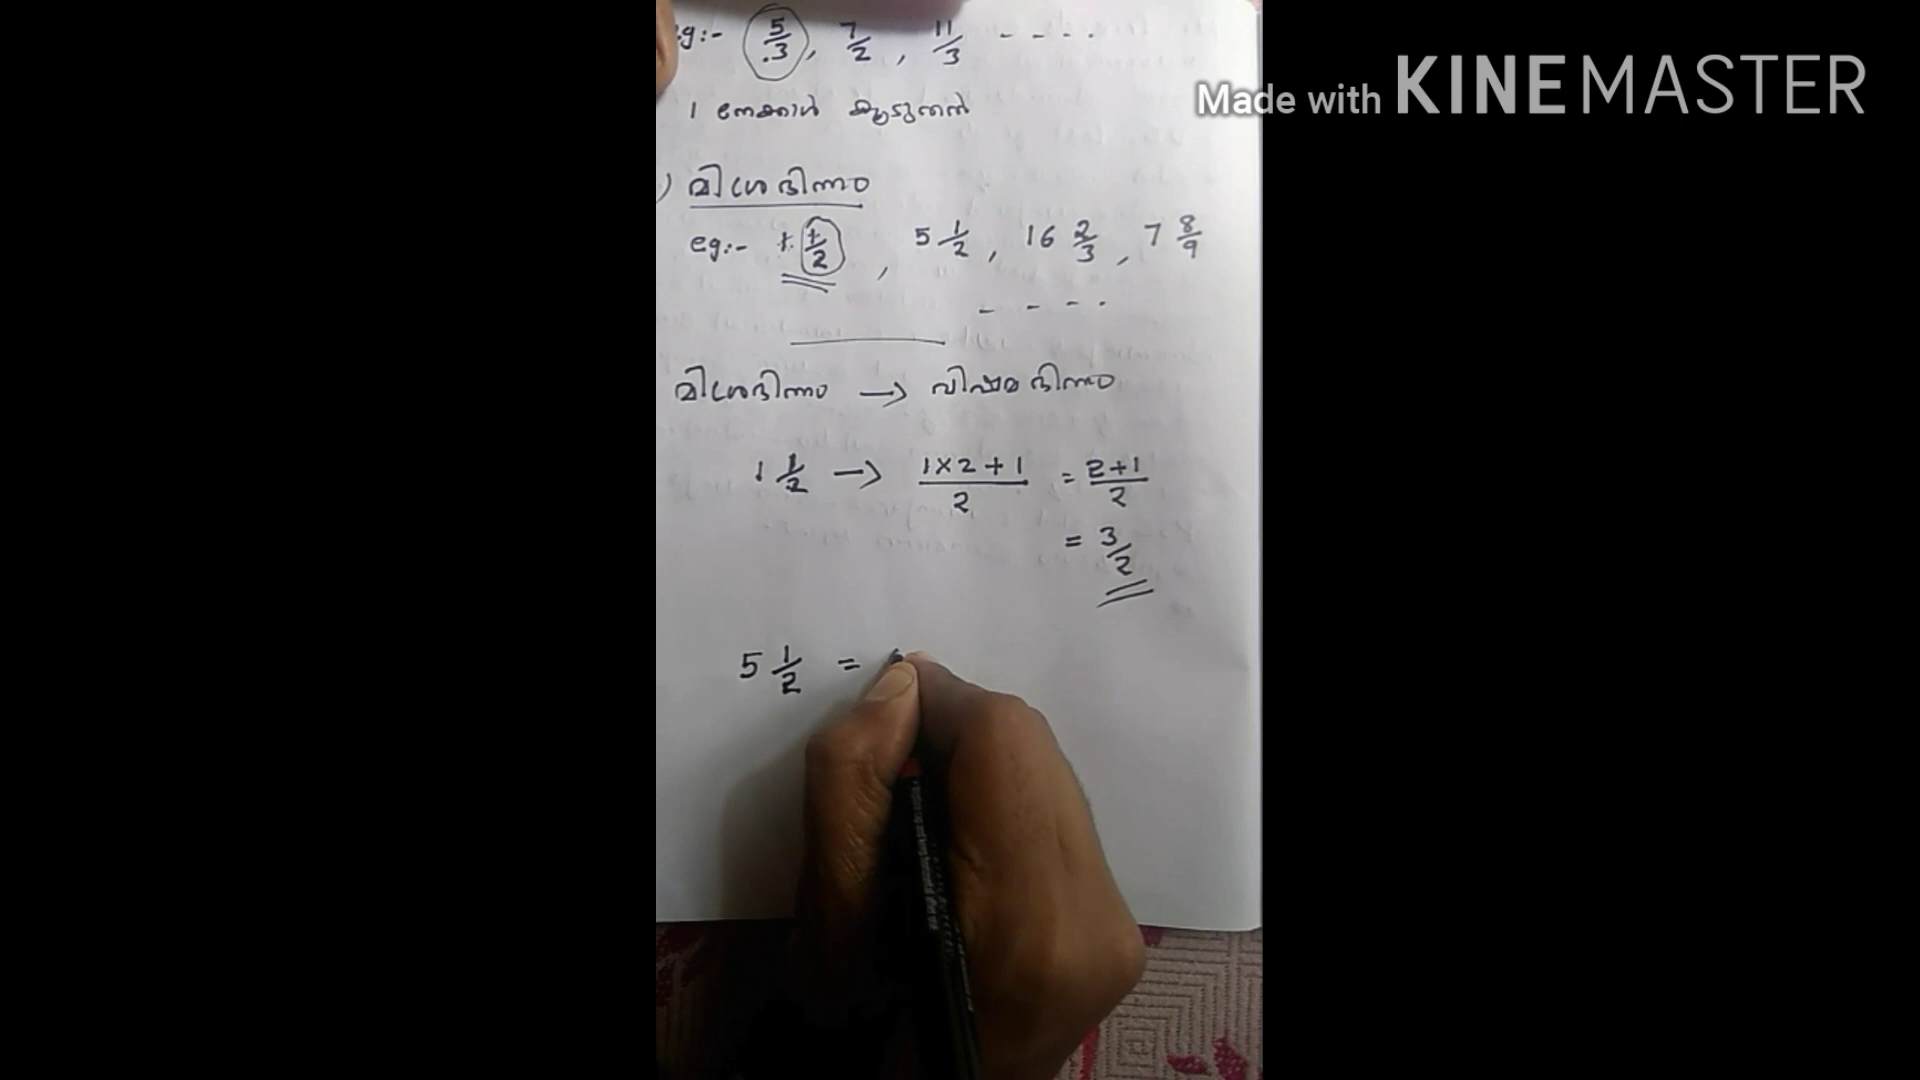 eg:- 5/3, 7/2, 11/3 - - - -
Made with KINEMASTER
1 നേക്കാൾ കൂടുതൽ
) മിശ്രഭിന്നം
eg:- 1 1/2, 5 1/2, 16 2/3, 7 8/9
- - - -
മിശ്രഭിന്നം → വിഷമഭിന്നം
1 1/2 → 1×2+1/2 = 2+1/2
= 3/2
5 1/2 =